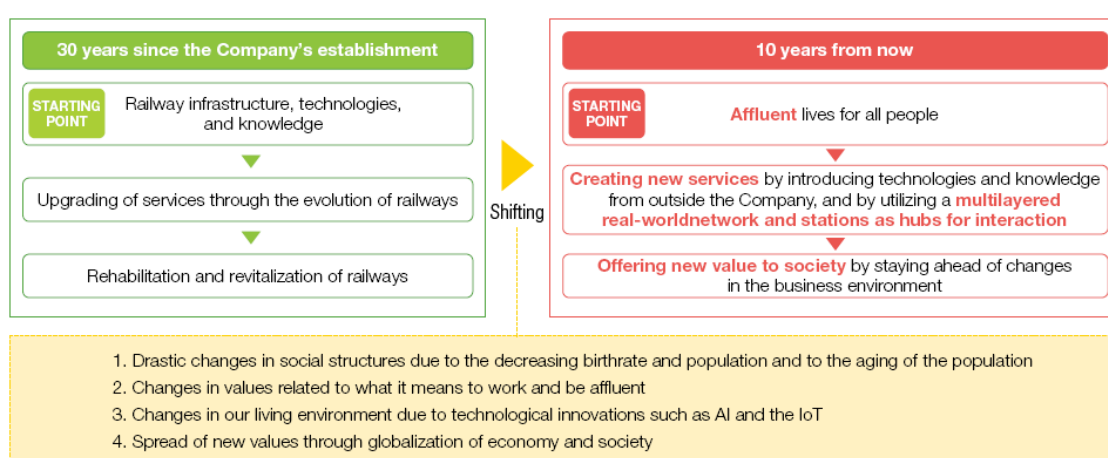 30 years since the Company's establishment
STARTING
POINT
Railway infrastructure, technologies,
and knowledge
Upgrading of services through the evolution of railways
Rehabilitation and revitalization of railways
Shifting
10 years from now
STARTING
POINT
Affluent lives for all people
Creating new services by introducing technologies and knowledge
from outside the Company, and by utilizing a multilayered
real-worldnetwork and stations as hubs for interaction
Offering new value to society by staying ahead of changes
in the business environment
1. Drastic changes in social structures due to the decreasing birthrate and population and to the aging of the population
2. Changes in values related to what it means to work and be affluent
3. Changes in our living environment due to technological innovations such as AI and the IoT
4. Spread of new values through globalization of economy and society